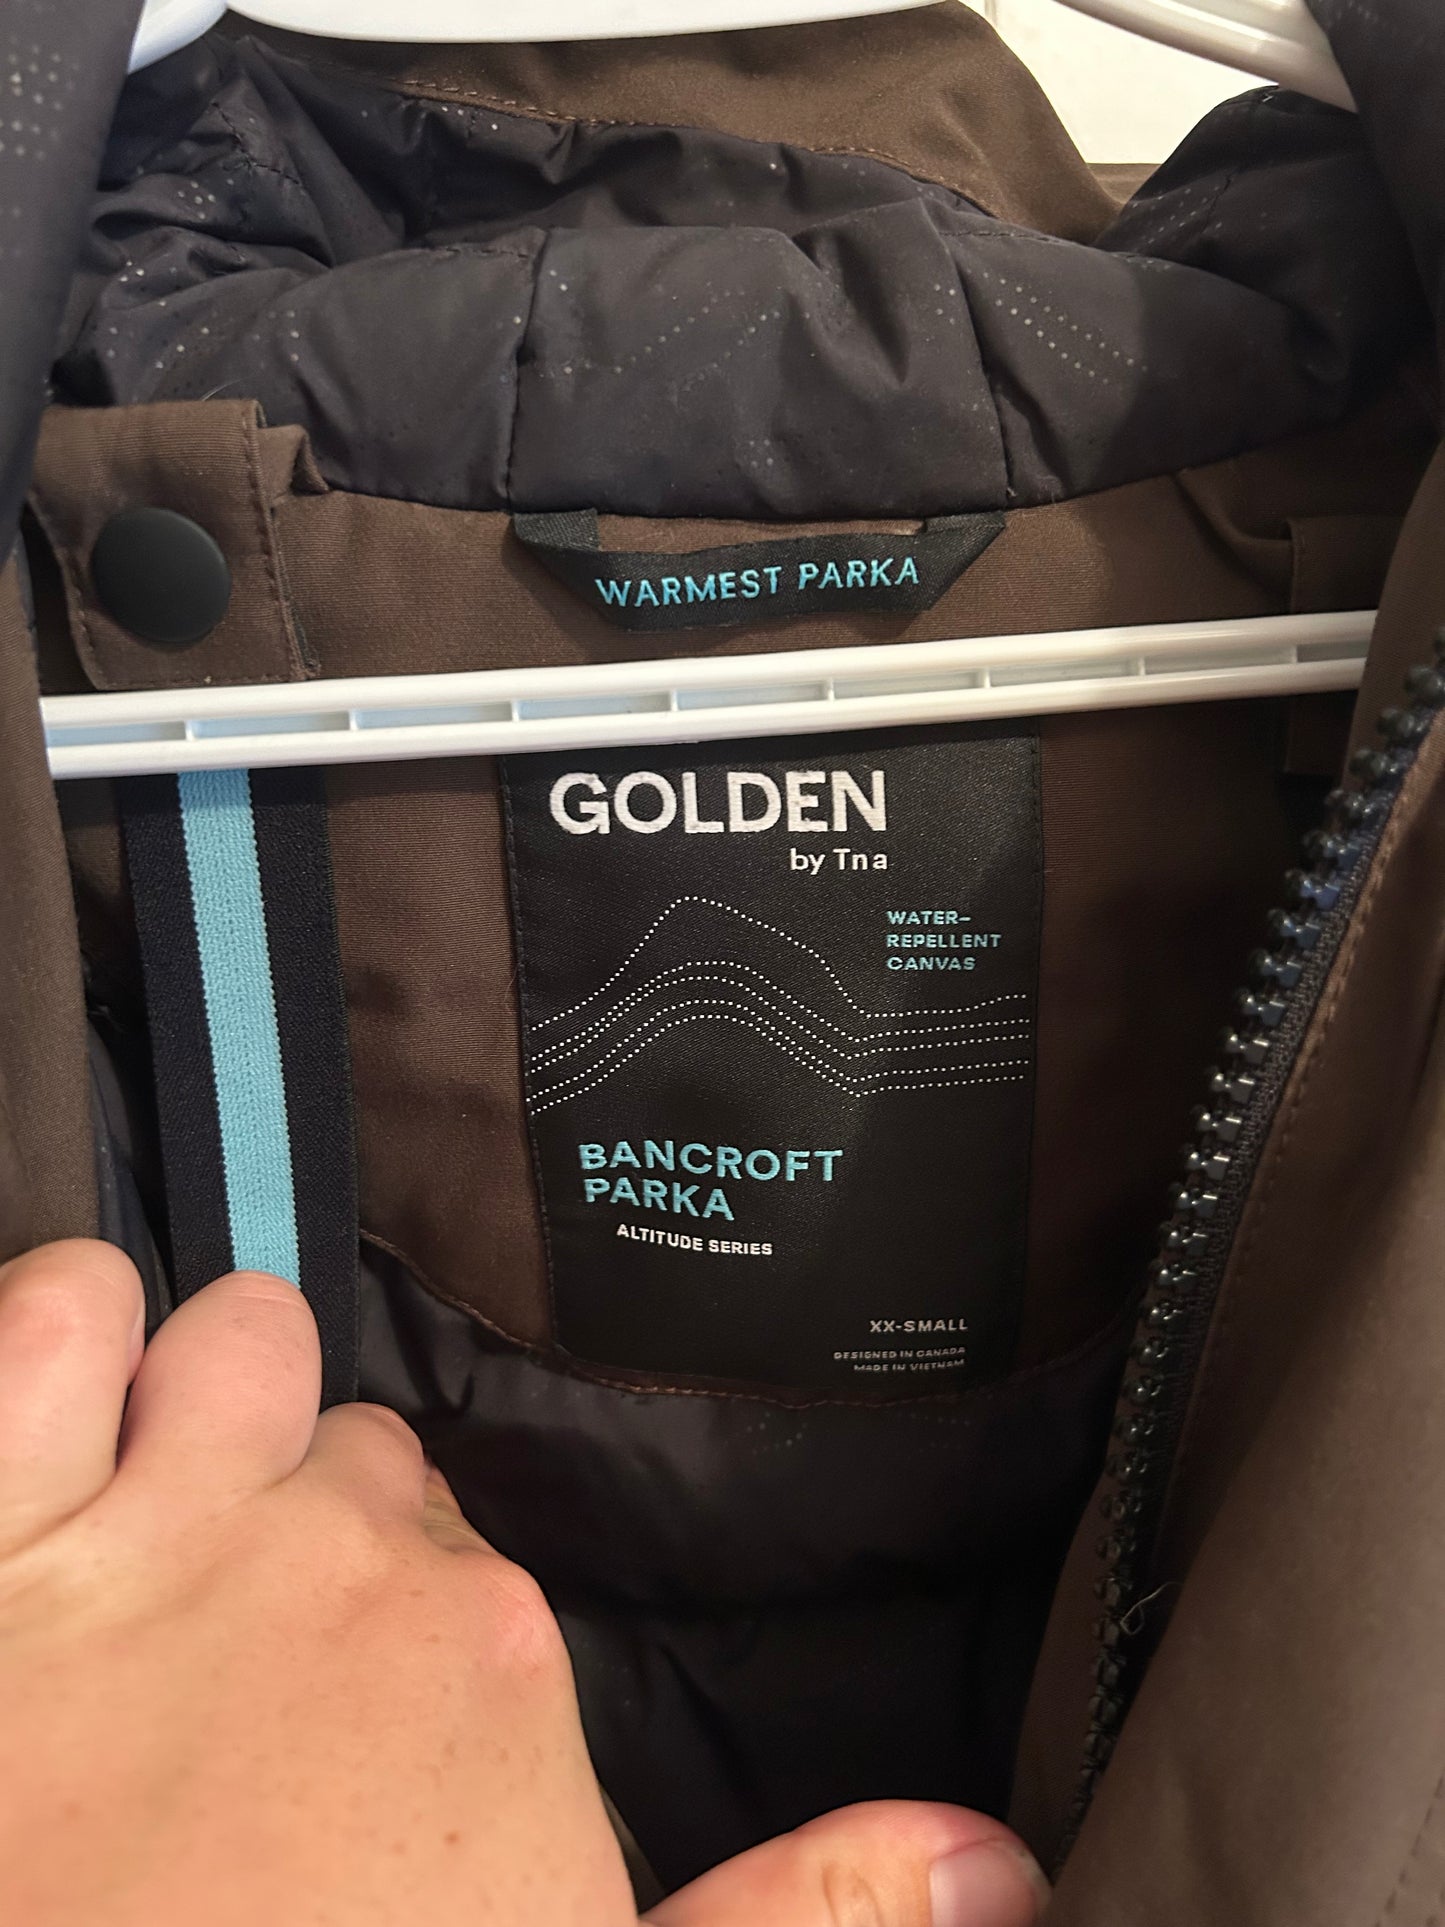 WARMEST PARKA
GOLDEN
by Tna
WATER-
REPELLENT
CANVAS
BANCROFT
PARKA
ALTITUDE SERIES
XX-SMALL
DESIGNED IN CANADA
MADE IN VIETNAM